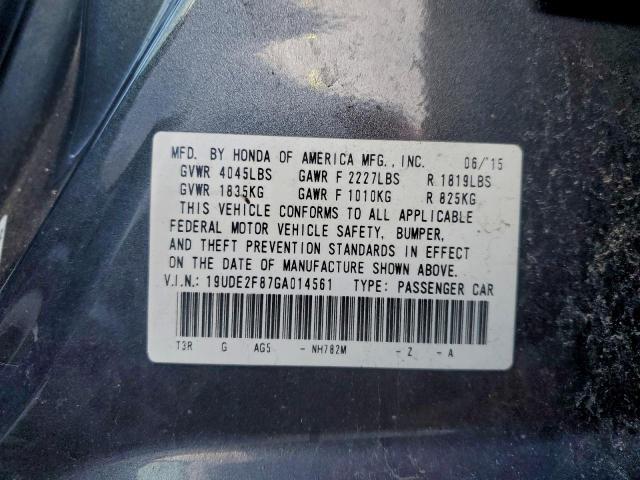 MFD. BY HONDA OF AMERICA MFG., INC. 06/'15
GVWR 4045LBS GAWR F 2227LBS R 1819LBS
GVWR 1835KG GAWR F 1010KG R 825KG
THIS VEHICLE CONFORMS TO ALL APPLICABLE
FEDERAL MOTOR VEHICLE SAFETY, BUMPER,
AND THEFT PREVENTION STANDARDS IN EFFECT
ON THE DATE OF MANUFACTURE SHOWN ABOVE.
V.I.N.: 19UDE2F87GA014561 TYPE: PASSENGER CAR
T3R G AG5 - NH782M - Z - A